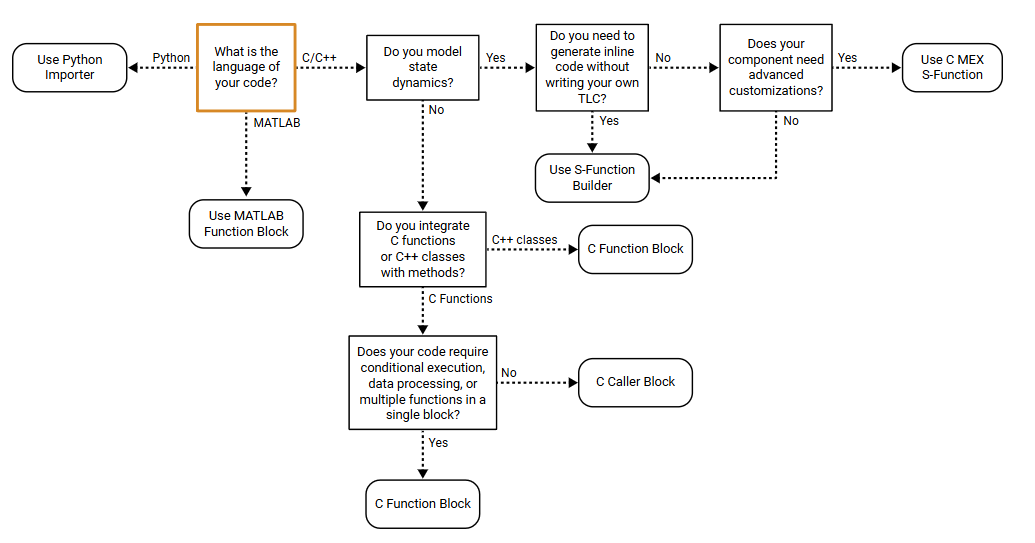 Use Python
Importer
Python
What is the
language of
your code?
C/C++
Do you model
state
dynamics?
Yes
Do you need to
generate inline
code without
writing your own
TLC?
No
Does your
component need
advanced
customizations?
Yes
Use C MEX
S-Function
MATLAB
No
Yes
No
Use S-Function
Builder
Use MATLAB
Function Block
Do you integrate
C functions
or C++ classes
with methods?
C++ classes
C Function Block
C Functions
Does your code require
conditional execution,
data processing, or
multiple functions in a
single block?
No
C Caller Block
Yes
C Function Block